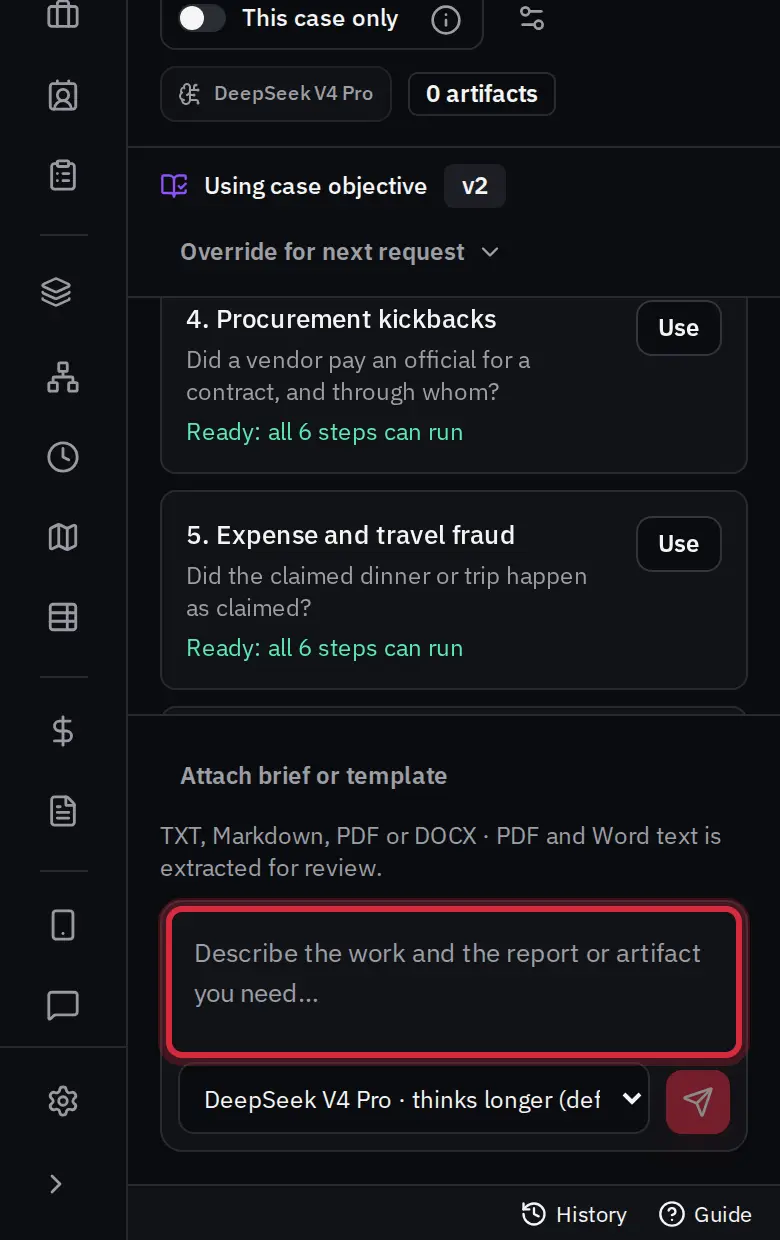 This case only
DeepSeek V4 Pro
0 artifacts
Using case objective
v2
Override for next request
4. Procurement kickbacks
Use
Did a vendor pay an official for a
contract, and through whom?
Ready: all 6 steps can run
5. Expense and travel fraud
Use
Did the claimed dinner or trip happen
as claimed?
Ready: all 6 steps can run
Attach brief or template
TXT, Markdown, PDF or DOCX · PDF and Word text is
extracted for review.
Describe the work and the report or artifact
you need...
DeepSeek V4 Pro · thinks longer (def
History
Guide